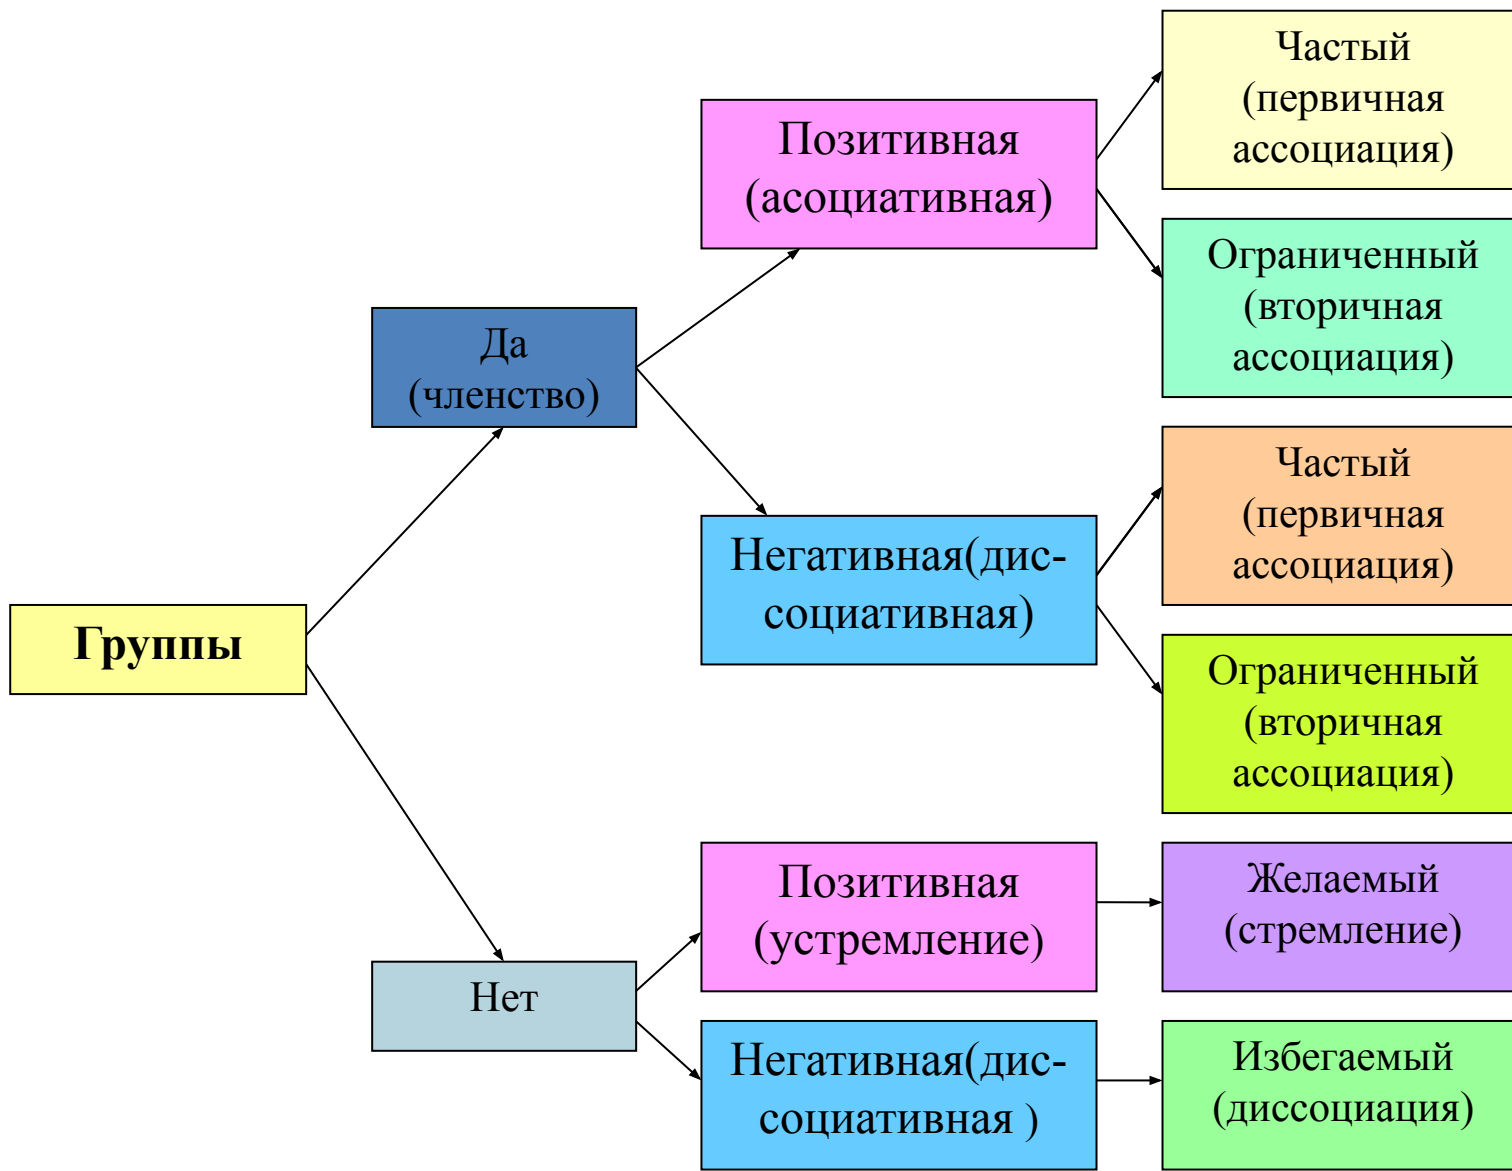 Группы
Да
(членство)
Нет
Позитивная
(асоциативная)
Негативная(дис-
социативная)
Позитивная
(устремление)
Негативная(дис-
социативная )
Частый
(первичная
ассоциация)
Ограниченный
(вторичная
ассоциация)
Частый
(первичная
ассоциация)
Ограниченный
(вторичная
ассоциация)
Желаемый
(стремление)
Избегаемый
(диссоциация)